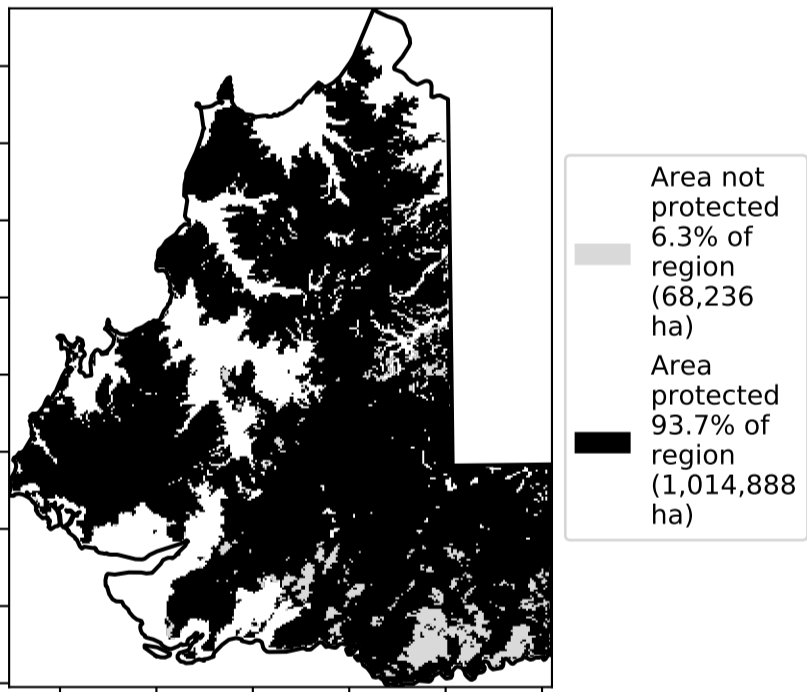 Area not
protected
6.3% of
region
(68,236
ha)
Area
protected
93.7% of
region
(1,014,888
ha)